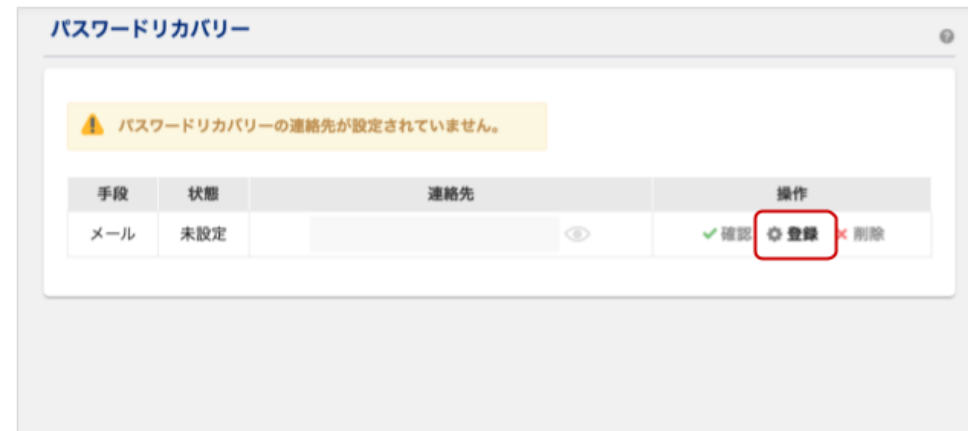 パスワードリカバリー
パスワードリカバリーの連絡先が設定されていません。
手段 状態 連絡先 操作
メール 未設定 確認 登録 削除